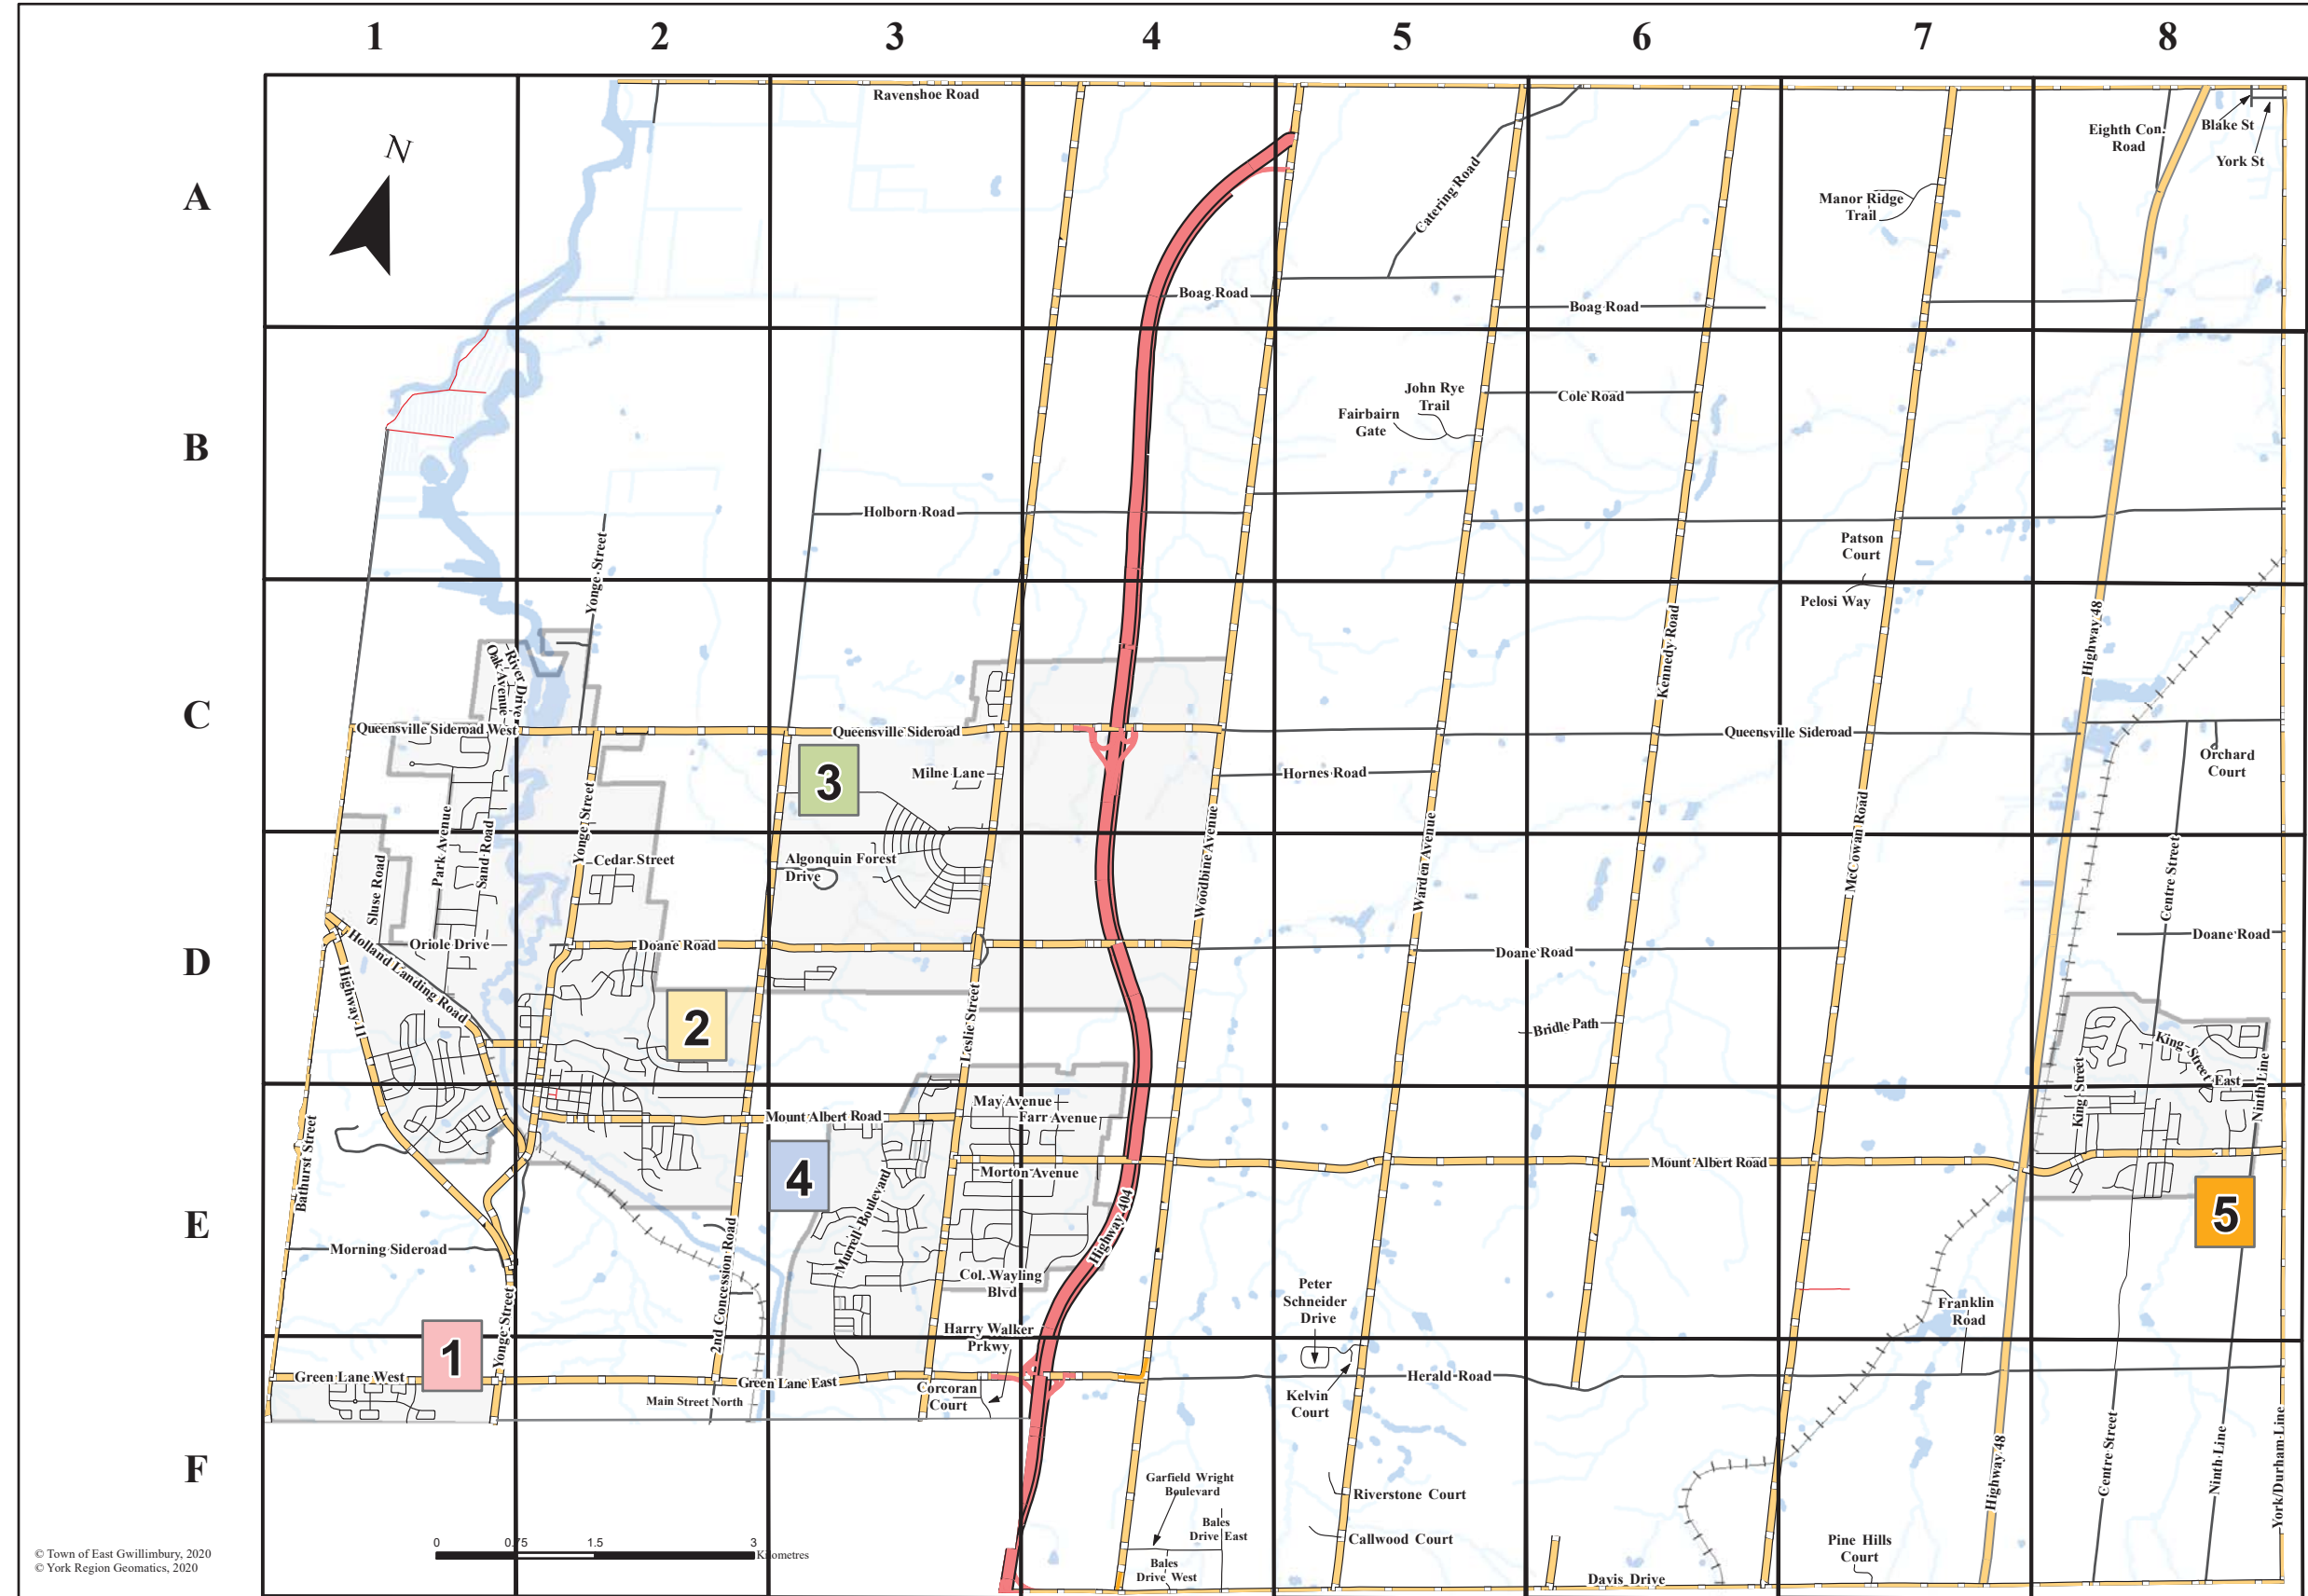 1 2 3 4 5 6 7 8
Ravenshoe Road
N
A
Eighth Con.
Road
Blake St
York St
Catering Road
Manor Ridge
Trail
Boag Road
Boag Road
B
John Rye
Trail
Fairbairn
Gate
Cole Road
Holborn Road
Yonge Street
Patson
Court
Pelosi Way
C
River Drive
Oak Avenue
Kennedy Road
Highway 48
Queensville Sideroad West
Queensville Sideroad
Queensville Sideroad
3
Milne Lane
Hornes Road
Orchard
Court
Yonge Street
Park Avenue
Sand Road
Sluse Road
Cedar Street
Algonquin Forest
Drive
Woodbine Avenue
Warden Avenue
McCowan Road
Centre Street
D
Holland Landing Road
Oriole Drive
Doane Road
Doane Road
Doane Road
Highway 11
2
Leslie Street
Bridle Path
King Street
East
King Street
Ninth Line
E
Bathurst Street
Mount Albert Road
May Avenue
Farr Avenue
Morton Avenue
Mount Albert Road
4
Murrell Boulevard
Highway 404
5
Morning Sideroad
2nd Concession Road
Col. Wayling
Blvd
Peter
Schneider
Drive
Franklin
Road
Yonge Street
Harry Walker
Prkwy
1
Green Lane West
Green Lane East
Main Street North
Corcoran
Court
Herald Road
Kelvin
Court
F
Garfield Wright
Boulevard
Bales
Drive East
Bales
Drive West
Riverstone Court
Callwood Court
Highway 48
Centre Street
Ninth Line
York/Durham Line
Pine Hills
Court
Davis Drive
0 0.75 1.5 3
Kilometres
© Town of East Gwillimbury, 2020
© York Region Geomatics, 2020